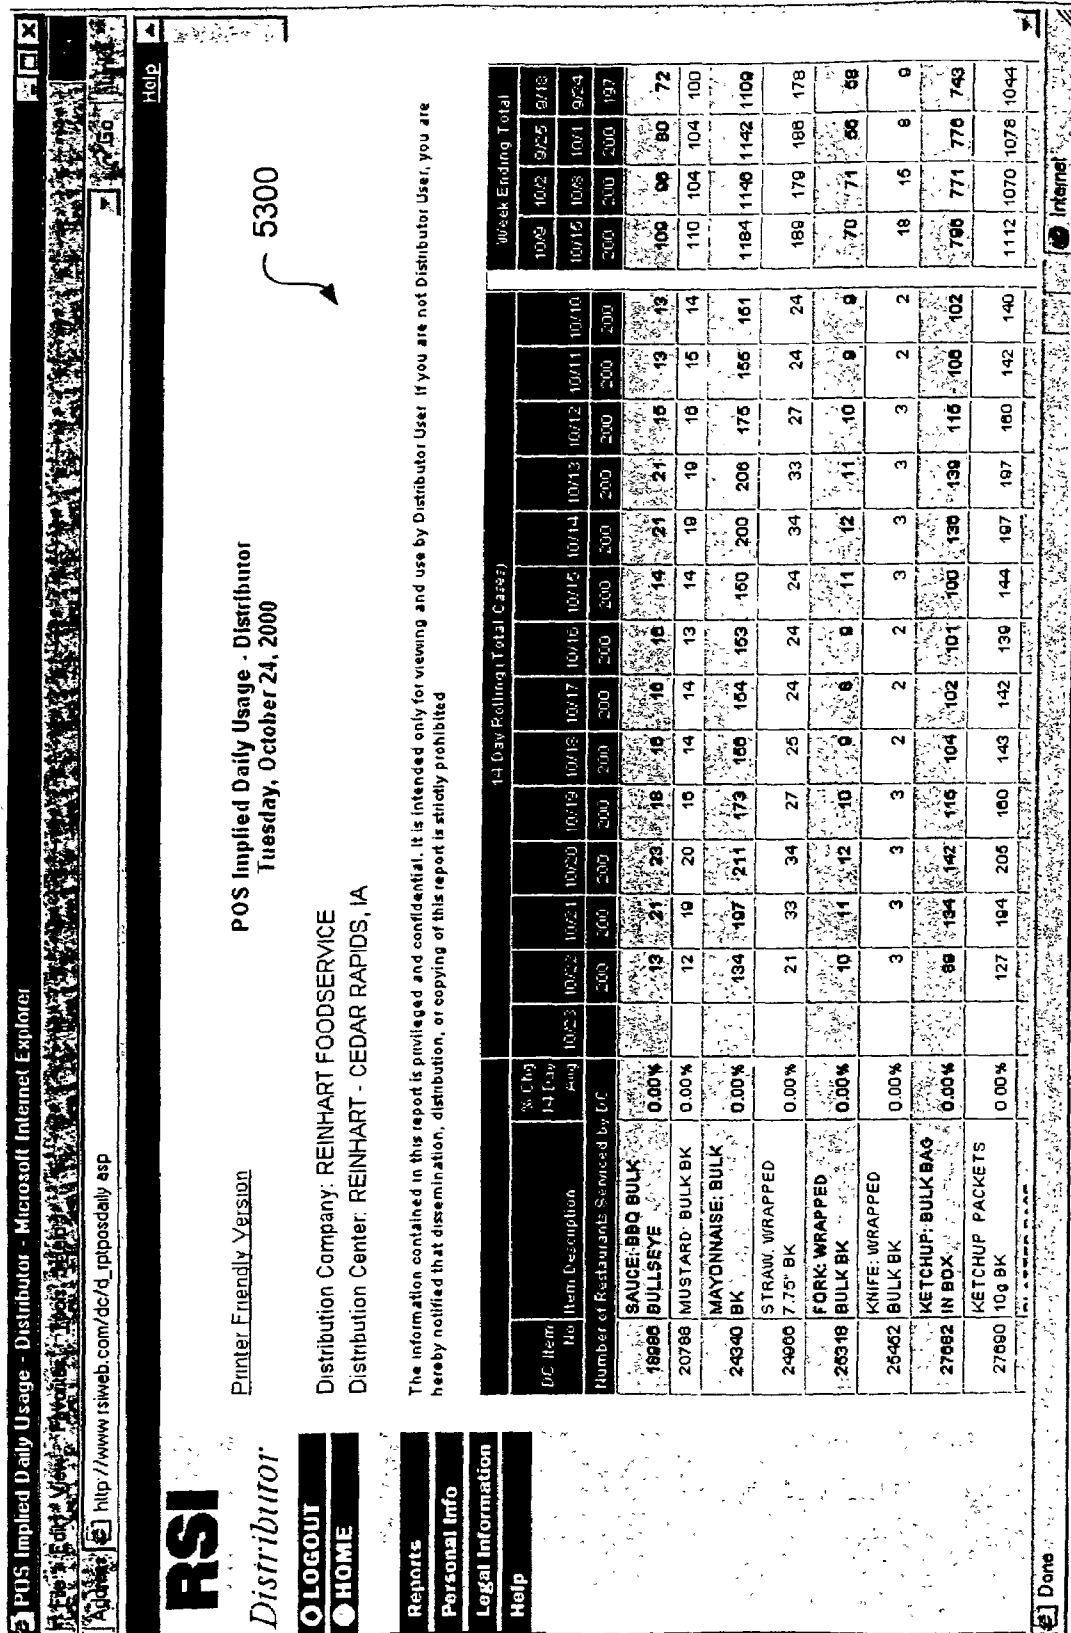 POS Implied Daily Usage - Distributor - Microsoft Internet Explorer
Address http://www.rsiweb.com/dc/d_rptposdaily asp
Go
Help
RSI
Distributor
LOGOUT
HOME
Reports
Personal Info
Legal Information
Help
Printer Friendly Version
POS Implied Daily Usage - Distributor
Tuesday, October 24, 2000
5300
Distribution Company: REINHART FOODSERVICE
Distribution Center: REINHART - CEDAR RAPIDS, IA
The information contained in this report is privileged and confidential. It is intended only for viewing and use by Distributor User If you are not Distributor User, you are
hereby notified that dissemination, distribution, or copying of this report is strictly prohibited
14 Day Rolling (Total Cases) Week Ending Total
DC Item No Item Description % Chg 14 Day Avg 10/23 10/22 10/21 10/20 10/19 10/18 10/17 10/16 10/15 10/14 10/13 10/12 10/11 10/10 10/9 10/2 9/25 9/18
10/15 10/8 10/1 9/24
Number of Restaurants Serviced by DC 200 200 200 200 200 200 200 200 200 200 200 200 200 200 200 200 197
18986 SAUCE: BBQ BULK BULLSEYE 0.00% 13 21 23 18 16 16 16 14 21 21 15 13 13 109 96 80 72
20788 MUSTARD: BULK BK 0.00% 12 19 20 16 14 14 13 14 19 19 16 15 14 110 104 104 100
24340 MAYONNAISE: BULK BK 0.00% 134 197 211 173 156 154 153 150 200 206 175 155 161 1184 1146 1142 1109
24966 STRAW: WRAPPED 7.75" BK 0.00% 21 33 34 27 25 24 24 24 34 33 27 24 24 189 179 186 178
25318 FORK: WRAPPED BULK BK 0.00% 10 11 12 10 9 8 9 11 12 11 10 9 9 70 71 56 58
25462 KNIFE: WRAPPED BULK BK 0.00% 3 3 3 3 2 2 2 3 3 3 3 2 2 18 15 8 9
27682 KETCHUP: BULK BAG IN BOX 0.00% 89 134 142 115 104 102 101 100 136 139 115 106 102 795 771 776 743
27690 KETCHUP PACKETS 10g BK 0 00% 127 194 205 160 143 142 139 144 197 197 160 142 140 1112 1070 1078 1044
Done
Internet